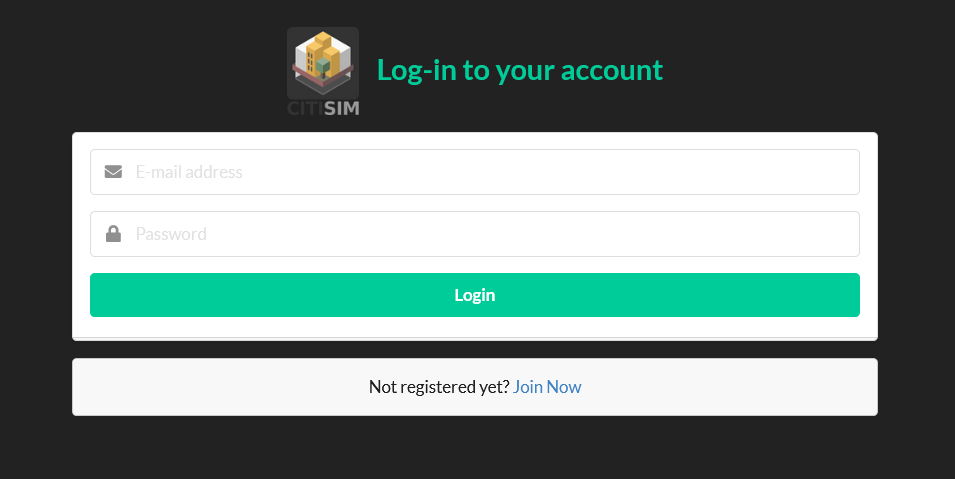 CITISIM
Log-in to your account
E-mail address
Password
Login
Not registered yet? Join Now